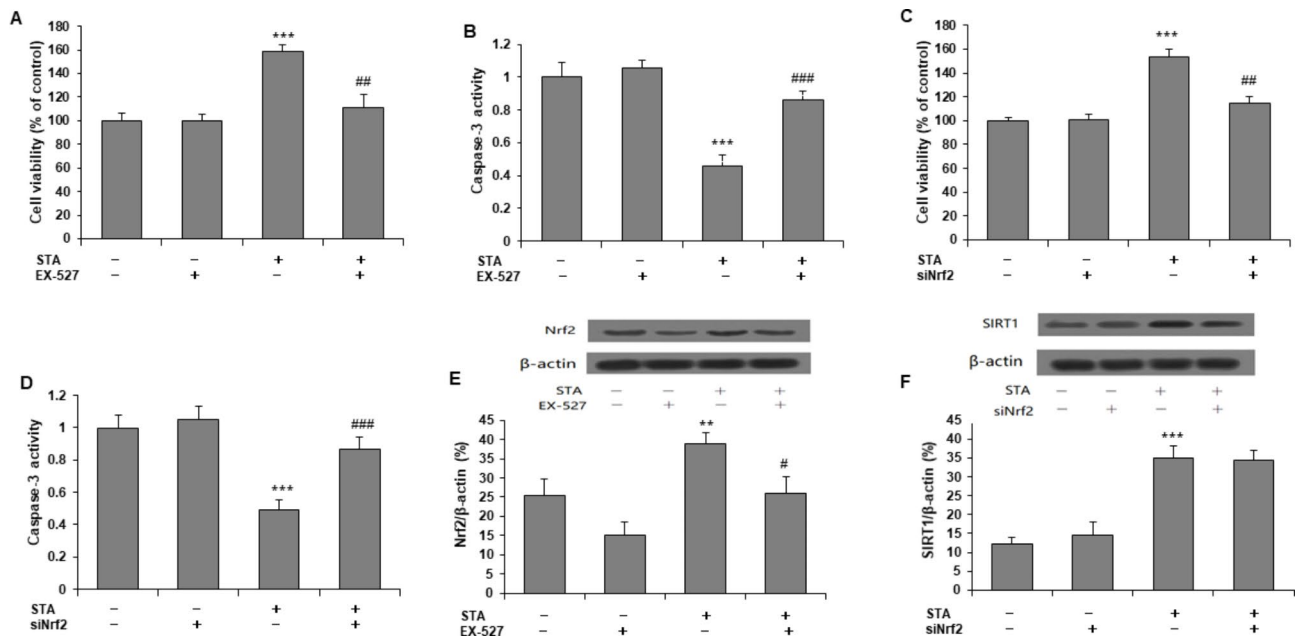 A
Cell viability (% of control)
180
160
140
120
100
80
60
40
20
0
***
##
STA – – + +
EX-527 – + – +
B
Caspase-3 activity
1.2
1
0.8
0.6
0.4
0.2
0
***
###
STA – – + +
EX-527 – + – +
C
Cell viability (% of control)
180
160
140
120
100
80
60
40
20
0
***
##
STA – – + +
siNrf2 – + – +
D
Caspase-3 activity
1.2
1
0.8
0.6
0.4
0.2
0
***
###
STA – – + +
siNrf2 – + – +
Nrf2
β-actin
STA – – + +
EX-527 – + – +
E
Nrf2/β-actin (%)
45
40
35
30
25
20
15
10
5
0
**
#
STA – – + +
EX-527 – + – +
SIRT1
β-actin
STA – – + +
siNrf2 – + – +
F
SIRT1/β-actin (%)
45
40
35
30
25
20
15
10
5
0
***
STA – – + +
siNrf2 – + – +